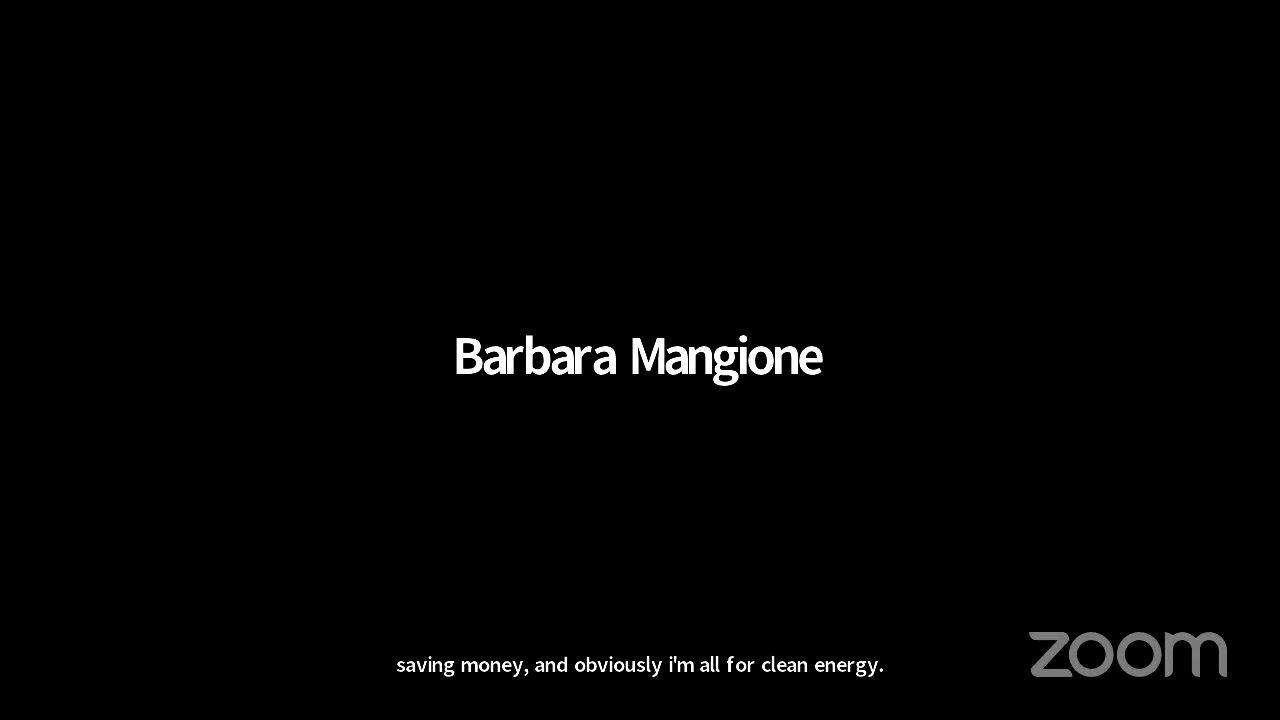 Barbara Mangione
saving money, and obviously i'm all for clean energy.
zoom